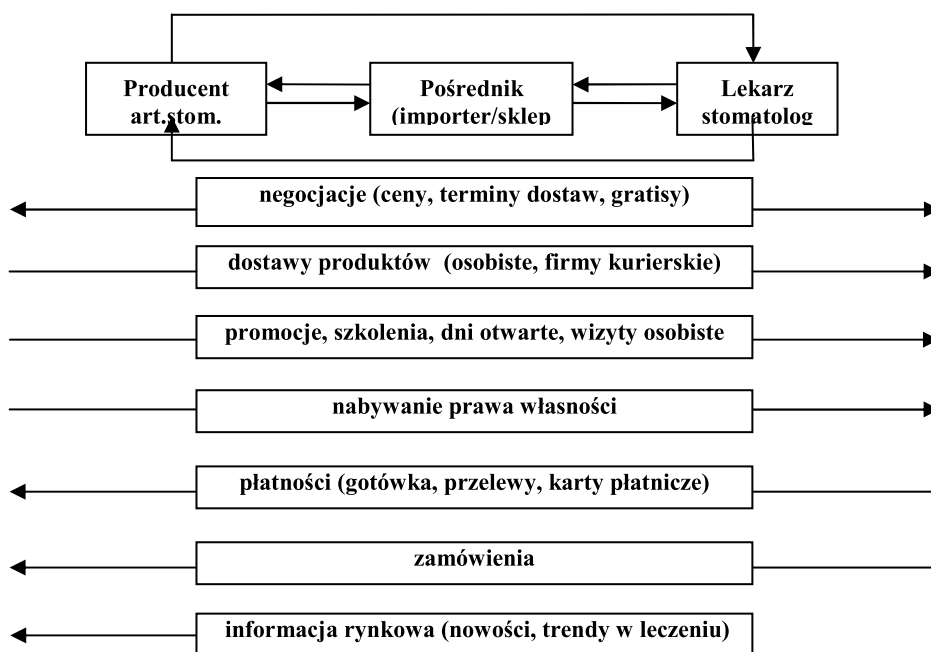 Producent
art.stom.
Pośrednik
(importer/sklep
Lekarz
stomatolog
negocjacje (ceny, terminy dostaw, gratisy)
dostawy produktów (osobiste, firmy kurierskie)
promocje, szkolenia, dni otwarte, wizyty osobiste
nabywanie prawa własności
płatności (gotówka, przelewy, karty płatnicze)
zamówienia
informacja rynkowa (nowości, trendy w leczeniu)